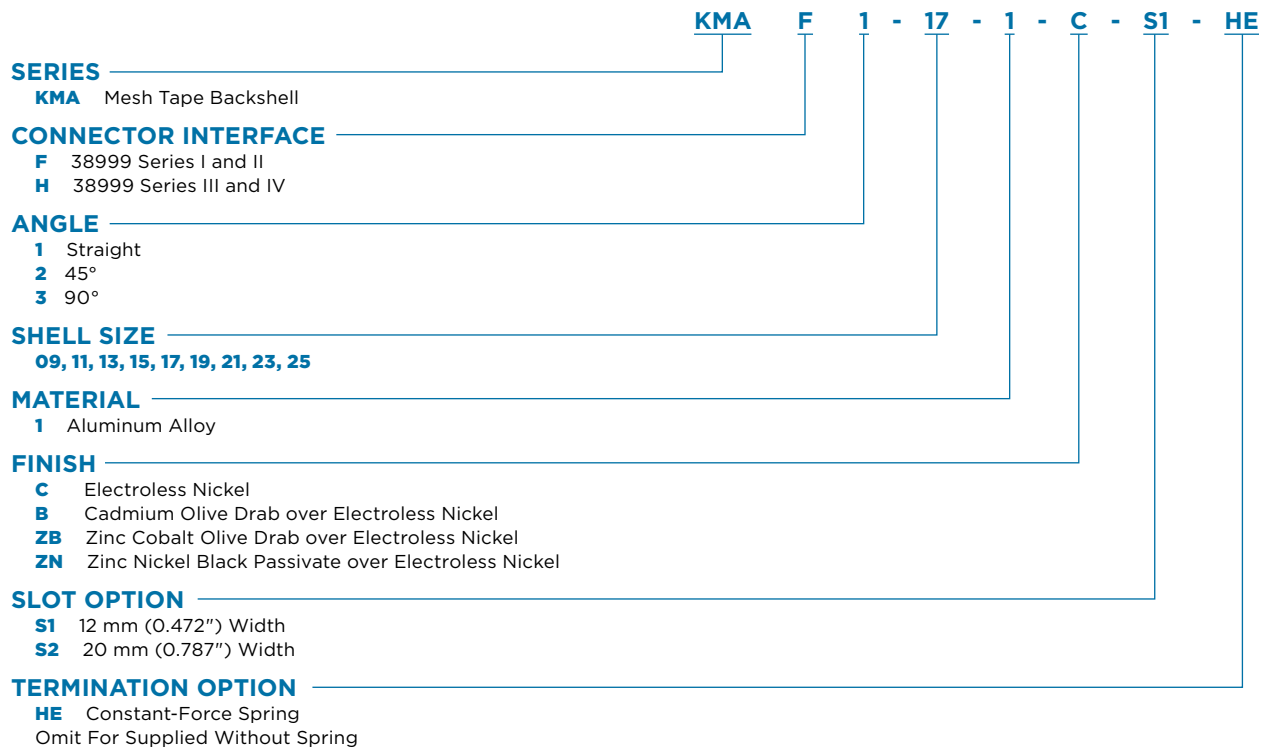 KMA F 1 - 17 - 1 - C - S1 - HE
SERIES
KMA Mesh Tape Backshell
CONNECTOR INTERFACE
F 38999 Series I and II
H 38999 Series III and IV
ANGLE
1 Straight
2 45°
3 90°
SHELL SIZE
09, 11, 13, 15, 17, 19, 21, 23, 25
MATERIAL
1 Aluminum Alloy
FINISH
C Electroless Nickel
B Cadmium Olive Drab over Electroless Nickel
ZB Zinc Cobalt Olive Drab over Electroless Nickel
ZN Zinc Nickel Black Passivate over Electroless Nickel
SLOT OPTION
S1 12 mm (0.472") Width
S2 20 mm (0.787") Width
TERMINATION OPTION
HE Constant-Force Spring
Omit For Supplied Without Spring